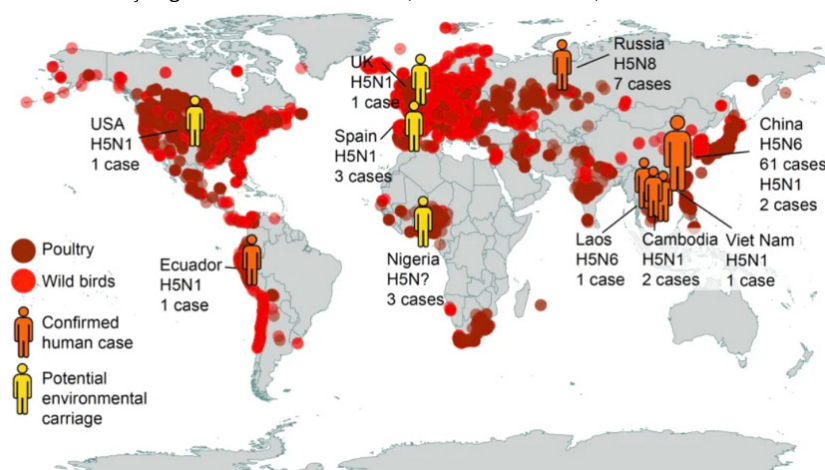 UK
H5N1
1 case
Russia
H5N8
7 cases
USA
H5N1
1 case
Spain
H5N1
3 cases
China
H5N6
61 cases
H5N1
2 cases
Ecuador
H5N1
1 case
Nigeria
H5N?
3 cases
Laos
H5N6
1 case
Cambodia
H5N1
2 cases
Viet Nam
H5N1
1 case
Poultry
Wild birds
Confirmed
human case
Potential
environmental
carriage